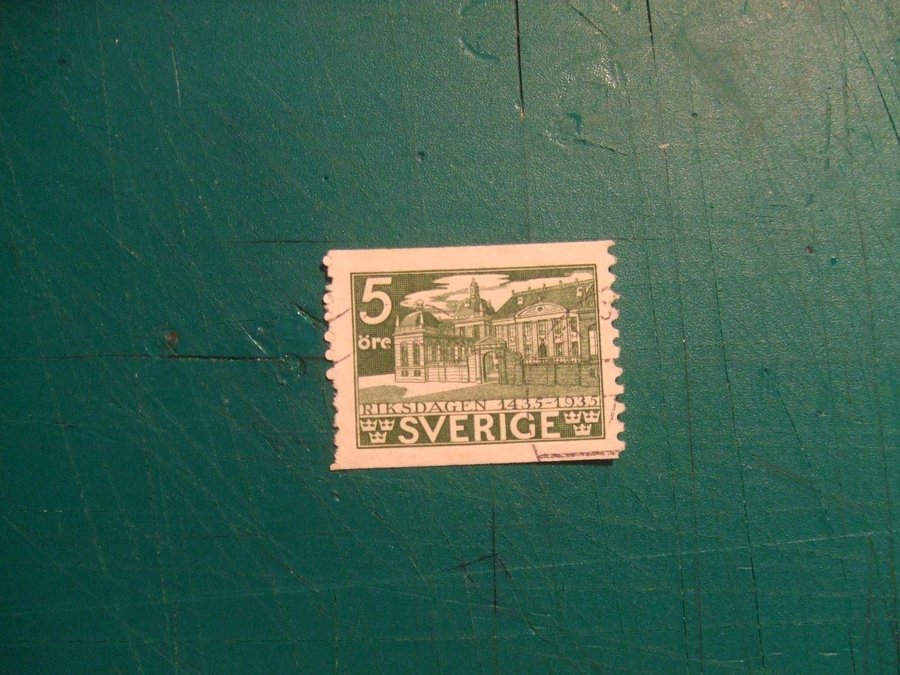 5
öre
RIKSDAGEN 1435-1935
SVERIGE